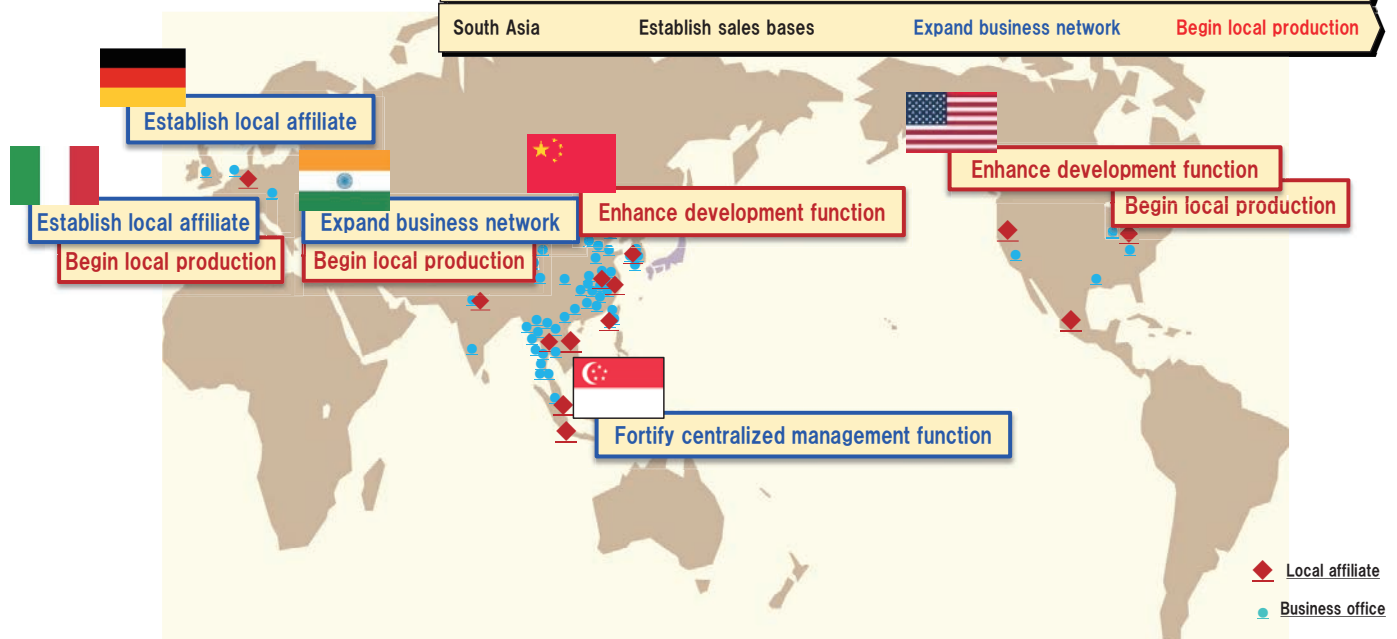 South Asia Establish sales bases Expand business network Begin local production
Establish local affiliate
Enhance development function
Establish local affiliate
Expand business network
Enhance development function
Begin local production
Begin local production
Begin local production
Fortify centralized management function
Local affiliate
Business office